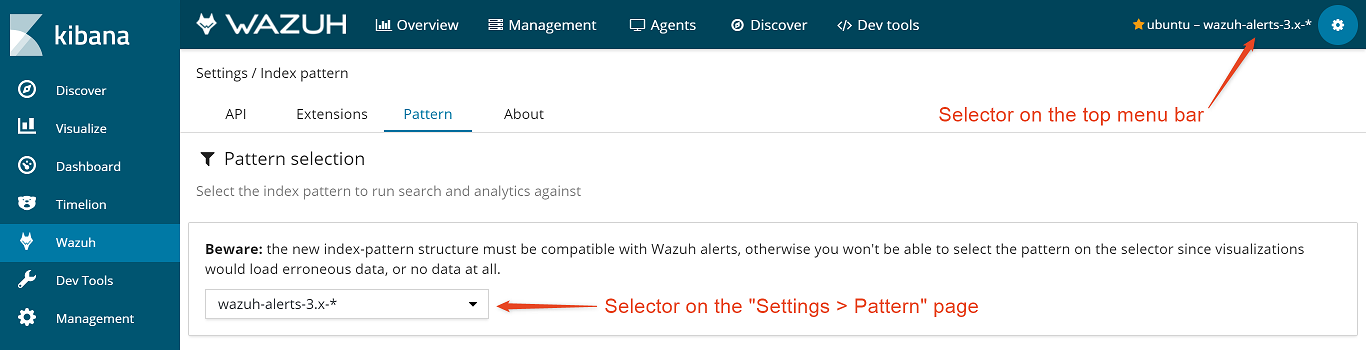 kibana
Discover
Visualize
Dashboard
Timelion
Wazuh
Dev Tools
Management
WAZUH
Overview
Management
Agents
Discover
Dev tools
ubuntu – wazuh-alerts-3.x-*
Settings / Index pattern
Selector on the top menu bar
API
Extensions
Pattern
About
Pattern selection
Select the index pattern to run search and analytics against
Beware: the new index-pattern structure must be compatible with Wazuh alerts, otherwise you won't be able to select the pattern on the selector since visualizations
would load erroneous data, or no data at all.
wazuh-alerts-3.x-*
Selector on the "Settings > Pattern" page